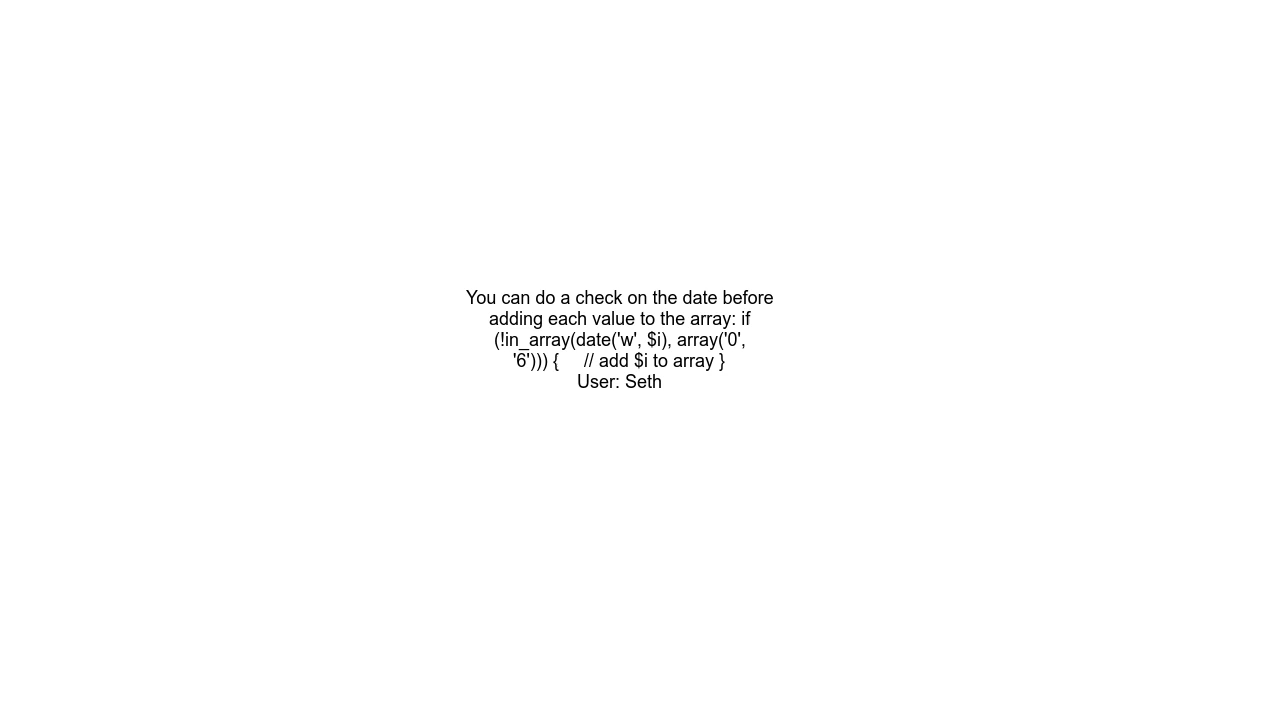 You can do a check on the date before
adding each value to the array: if
(!in_array(date('w', $i), array('0',
'6'))) {     // add $i to array }
User: Seth